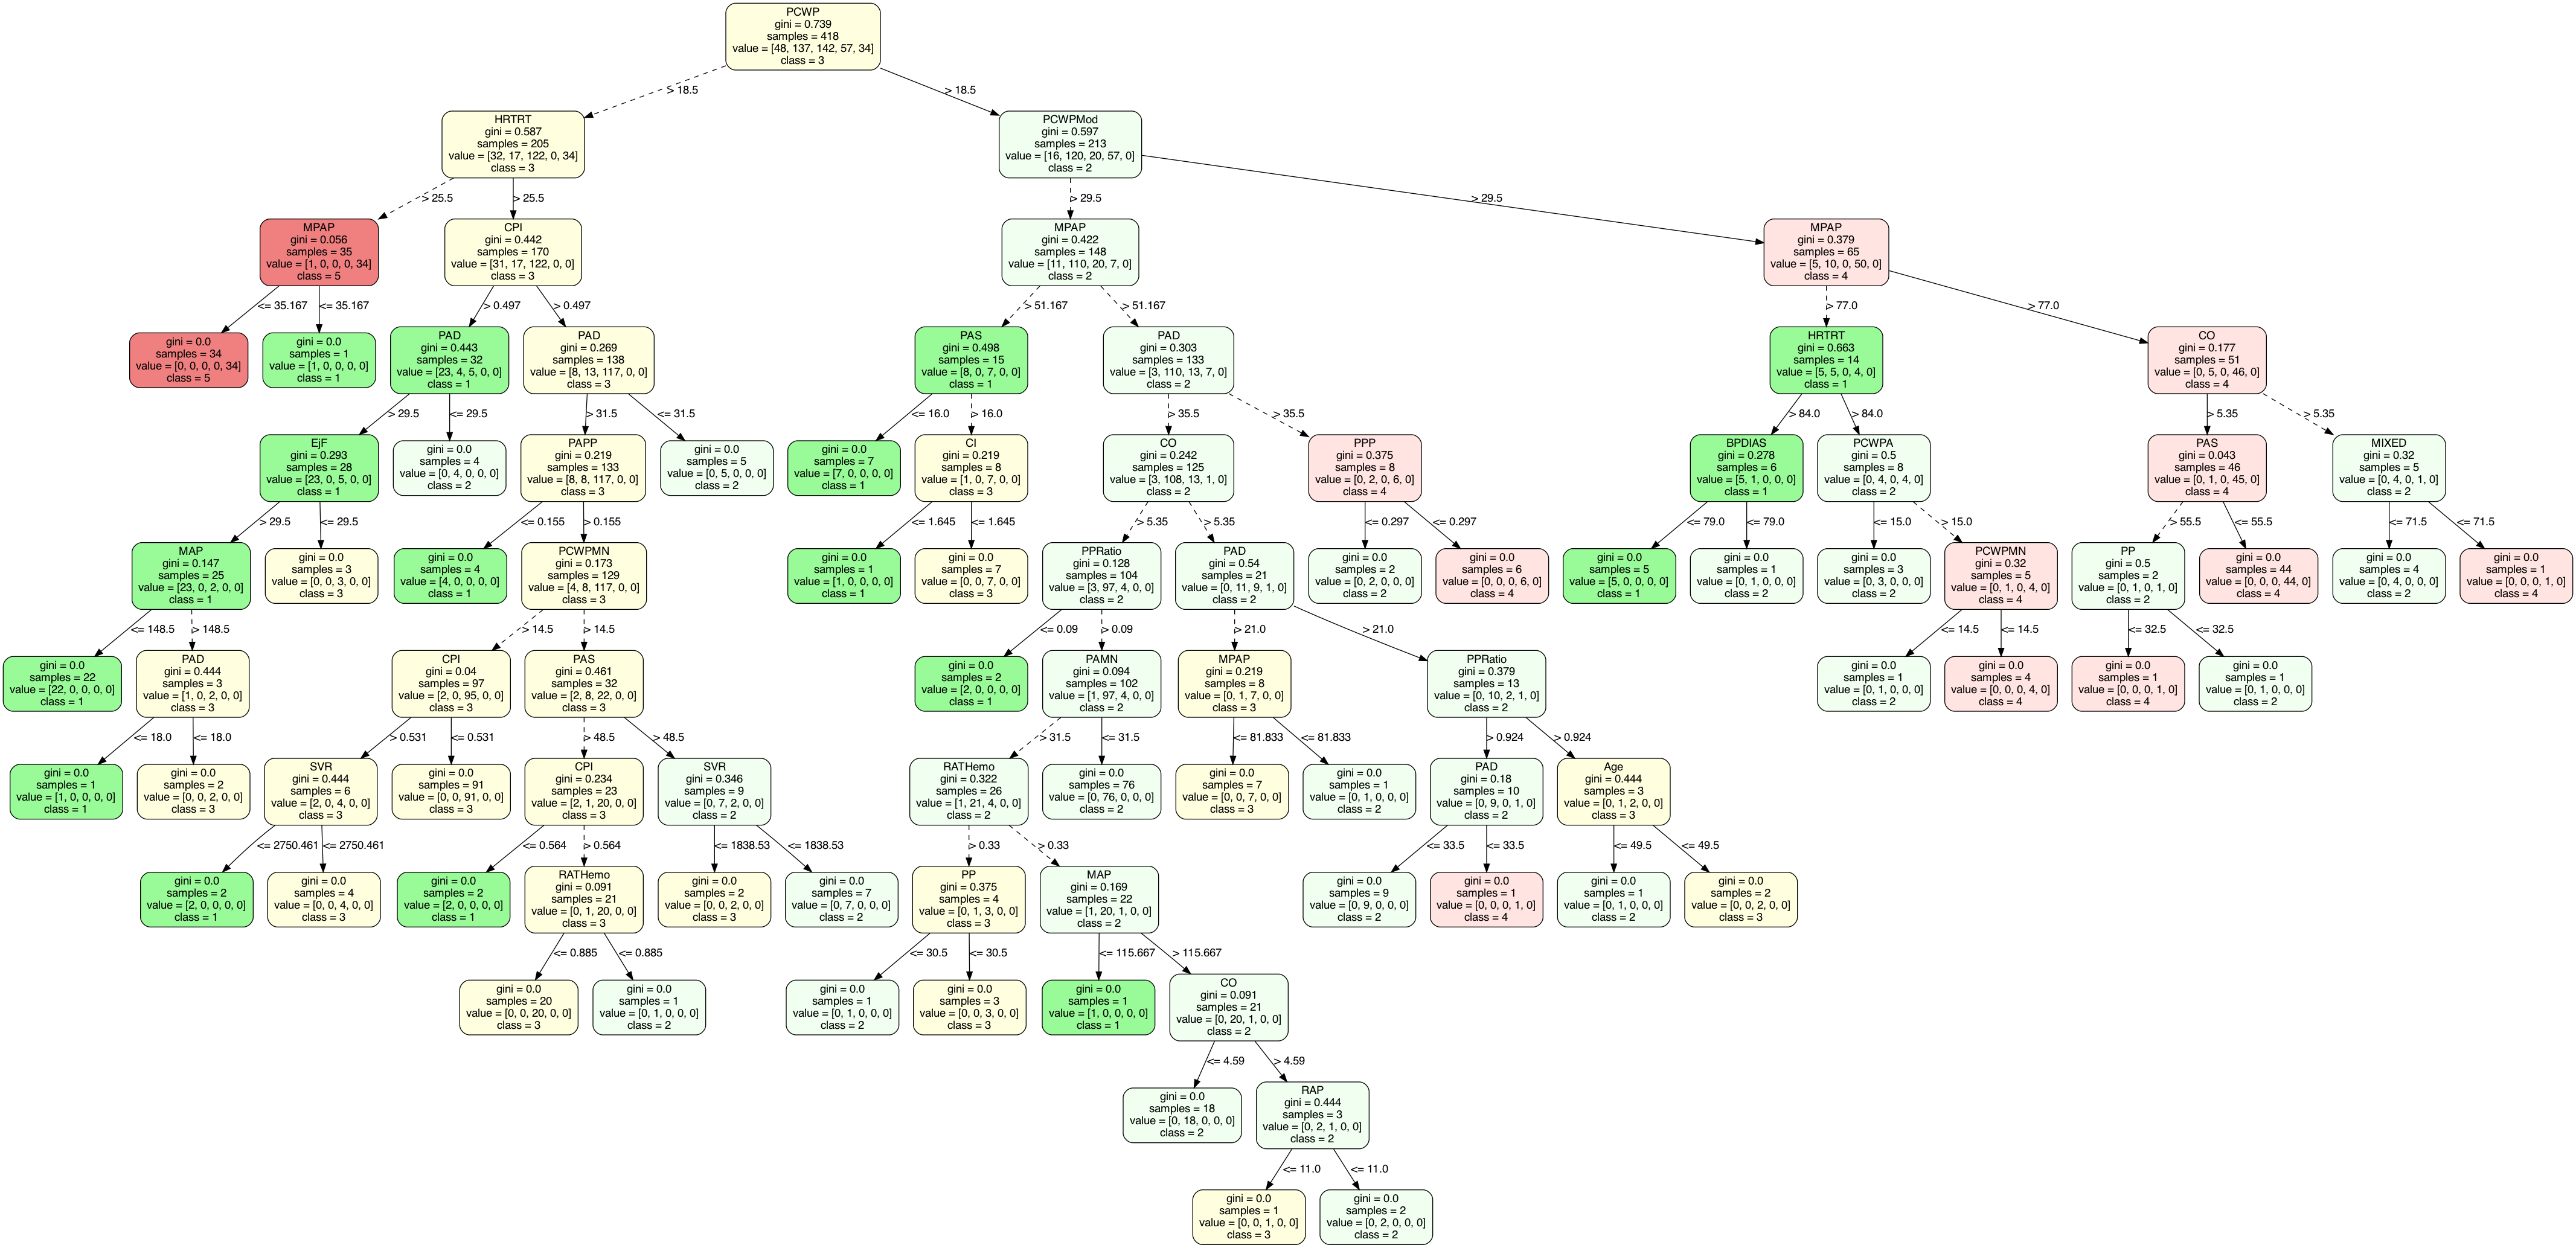 PCWP
gini = 0.739
samples = 418
value = [48, 137, 142, 57, 34]
class = 3
> 18.5
> 18.5
HRTRT
gini = 0.587
samples = 205
value = [32, 17, 122, 0, 34]
class = 3
PCWPMod
gini = 0.597
samples = 213
value = [16, 120, 20, 57, 0]
class = 2
> 25.5
> 25.5
> 29.5
> 29.5
MPAP
gini = 0.056
samples = 35
value = [1, 0, 0, 0, 34]
class = 5
CPI
gini = 0.442
samples = 170
value = [31, 17, 122, 0, 0]
class = 3
MPAP
gini = 0.422
samples = 148
value = [11, 110, 20, 7, 0]
class = 2
MPAP
gini = 0.379
samples = 65
value = [5, 10, 0, 50, 0]
class = 4
<= 35.167
<= 35.167
> 0.497
> 0.497
> 51.167
> 51.167
> 77.0
> 77.0
gini = 0.0
samples = 34
value = [0, 0, 0, 0, 34]
class = 5
gini = 0.0
samples = 1
value = [1, 0, 0, 0, 0]
class = 1
PAD
gini = 0.443
samples = 32
value = [23, 4, 5, 0, 0]
class = 1
PAD
gini = 0.269
samples = 138
value = [8, 13, 117, 0, 0]
class = 3
PAS
gini = 0.498
samples = 15
value = [8, 0, 7, 0, 0]
class = 1
PAD
gini = 0.303
samples = 133
value = [3, 110, 13, 7, 0]
class = 2
HRTRT
gini = 0.663
samples = 14
value = [5, 5, 0, 4, 0]
class = 1
CO
gini = 0.177
samples = 51
value = [0, 5, 0, 46, 0]
class = 4
> 29.5
<= 29.5
> 31.5
<= 31.5
<= 16.0
> 16.0
> 35.5
> 35.5
> 84.0
> 84.0
> 5.35
> 5.35
EjF
gini = 0.293
samples = 28
value = [23, 0, 5, 0, 0]
class = 1
gini = 0.0
samples = 4
value = [0, 4, 0, 0, 0]
class = 2
PAPP
gini = 0.219
samples = 133
value = [8, 8, 117, 0, 0]
class = 3
gini = 0.0
samples = 5
value = [0, 5, 0, 0, 0]
class = 2
gini = 0.0
samples = 7
value = [7, 0, 0, 0, 0]
class = 1
CI
gini = 0.219
samples = 8
value = [1, 0, 7, 0, 0]
class = 3
CO
gini = 0.242
samples = 125
value = [3, 108, 13, 1, 0]
class = 2
PPP
gini = 0.375
samples = 8
value = [0, 2, 0, 6, 0]
class = 4
BPDIAS
gini = 0.278
samples = 6
value = [5, 1, 0, 0, 0]
class = 1
PCWPA
gini = 0.5
samples = 8
value = [0, 4, 0, 4, 0]
class = 2
PAS
gini = 0.043
samples = 46
value = [0, 1, 0, 45, 0]
class = 4
MIXED
gini = 0.32
samples = 5
value = [0, 4, 0, 1, 0]
class = 2
> 29.5
<= 29.5
<= 0.155
> 0.155
<= 1.645
<= 1.645
> 5.35
> 5.35
<= 0.297
<= 0.297
<= 79.0
<= 79.0
<= 15.0
> 15.0
> 55.5
<= 55.5
<= 71.5
<= 71.5
MAP
gini = 0.147
samples = 25
value = [23, 0, 2, 0, 0]
class = 1
gini = 0.0
samples = 3
value = [0, 0, 3, 0, 0]
class = 3
gini = 0.0
samples = 4
value = [4, 0, 0, 0, 0]
class = 1
PCWPMN
gini = 0.173
samples = 129
value = [4, 8, 117, 0, 0]
class = 3
gini = 0.0
samples = 1
value = [1, 0, 0, 0, 0]
class = 1
gini = 0.0
samples = 7
value = [0, 0, 7, 0, 0]
class = 3
PPRatio
gini = 0.128
samples = 104
value = [3, 97, 4, 0, 0]
class = 2
PAD
gini = 0.54
samples = 21
value = [0, 11, 9, 1, 0]
class = 2
gini = 0.0
samples = 2
value = [0, 2, 0, 0, 0]
class = 2
gini = 0.0
samples = 6
value = [0, 0, 0, 6, 0]
class = 4
gini = 0.0
samples = 5
value = [5, 0, 0, 0, 0]
class = 1
gini = 0.0
samples = 1
value = [0, 1, 0, 0, 0]
class = 2
gini = 0.0
samples = 3
value = [0, 3, 0, 0, 0]
class = 2
PCWPMN
gini = 0.32
samples = 5
value = [0, 1, 0, 4, 0]
class = 4
PP
gini = 0.5
samples = 2
value = [0, 1, 0, 1, 0]
class = 2
gini = 0.0
samples = 44
value = [0, 0, 0, 44, 0]
class = 4
gini = 0.0
samples = 4
value = [0, 4, 0, 0, 0]
class = 2
gini = 0.0
samples = 1
value = [0, 0, 0, 1, 0]
class = 4
<= 148.5
> 148.5
> 14.5
> 14.5
<= 0.09
> 0.09
> 21.0
> 21.0
<= 14.5
<= 14.5
<= 32.5
<= 32.5
gini = 0.0
samples = 22
value = [22, 0, 0, 0, 0]
class = 1
PAD
gini = 0.444
samples = 3
value = [1, 0, 2, 0, 0]
class = 3
CPI
gini = 0.04
samples = 97
value = [2, 0, 95, 0, 0]
class = 3
PAS
gini = 0.461
samples = 32
value = [2, 8, 22, 0, 0]
class = 3
gini = 0.0
samples = 2
value = [2, 0, 0, 0, 0]
class = 1
PAMN
gini = 0.094
samples = 102
value = [1, 97, 4, 0, 0]
class = 2
MPAP
gini = 0.219
samples = 8
value = [0, 1, 7, 0, 0]
class = 3
PPRatio
gini = 0.379
samples = 13
value = [0, 10, 2, 1, 0]
class = 2
gini = 0.0
samples = 1
value = [0, 1, 0, 0, 0]
class = 2
gini = 0.0
samples = 4
value = [0, 0, 0, 4, 0]
class = 4
gini = 0.0
samples = 1
value = [0, 0, 0, 1, 0]
class = 4
gini = 0.0
samples = 1
value = [0, 1, 0, 0, 0]
class = 2
<= 18.0
<= 18.0
> 0.531
<= 0.531
> 48.5
> 48.5
> 31.5
<= 31.5
<= 81.833
<= 81.833
> 0.924
> 0.924
gini = 0.0
samples = 1
value = [1, 0, 0, 0, 0]
class = 1
gini = 0.0
samples = 2
value = [0, 0, 2, 0, 0]
class = 3
SVR
gini = 0.444
samples = 6
value = [2, 0, 4, 0, 0]
class = 3
gini = 0.0
samples = 91
value = [0, 0, 91, 0, 0]
class = 3
CPI
gini = 0.234
samples = 23
value = [2, 1, 20, 0, 0]
class = 3
SVR
gini = 0.346
samples = 9
value = [0, 7, 2, 0, 0]
class = 2
RATHemo
gini = 0.322
samples = 26
value = [1, 21, 4, 0, 0]
class = 2
gini = 0.0
samples = 76
value = [0, 76, 0, 0, 0]
class = 2
gini = 0.0
samples = 7
value = [0, 0, 7, 0, 0]
class = 3
gini = 0.0
samples = 1
value = [0, 1, 0, 0, 0]
class = 2
PAD
gini = 0.18
samples = 10
value = [0, 9, 0, 1, 0]
class = 2
Age
gini = 0.444
samples = 3
value = [0, 1, 2, 0, 0]
class = 3
<= 2750.461
<= 2750.461
<= 0.564
> 0.564
<= 1838.53
<= 1838.53
> 0.33
> 0.33
<= 33.5
<= 33.5
<= 49.5
<= 49.5
gini = 0.0
samples = 2
value = [2, 0, 0, 0, 0]
class = 1
gini = 0.0
samples = 4
value = [0, 0, 4, 0, 0]
class = 3
gini = 0.0
samples = 2
value = [2, 0, 0, 0, 0]
class = 1
RATHemo
gini = 0.091
samples = 21
value = [0, 1, 20, 0, 0]
class = 3
gini = 0.0
samples = 2
value = [0, 0, 2, 0, 0]
class = 3
gini = 0.0
samples = 7
value = [0, 7, 0, 0, 0]
class = 2
PP
gini = 0.375
samples = 4
value = [0, 1, 3, 0, 0]
class = 3
MAP
gini = 0.169
samples = 22
value = [1, 20, 1, 0, 0]
class = 2
gini = 0.0
samples = 9
value = [0, 9, 0, 0, 0]
class = 2
gini = 0.0
samples = 1
value = [0, 0, 0, 1, 0]
class = 4
gini = 0.0
samples = 1
value = [0, 1, 0, 0, 0]
class = 2
gini = 0.0
samples = 2
value = [0, 0, 2, 0, 0]
class = 3
<= 0.885
<= 0.885
<= 30.5
<= 30.5
<= 115.667
> 115.667
gini = 0.0
samples = 20
value = [0, 0, 20, 0, 0]
class = 3
gini = 0.0
samples = 1
value = [0, 1, 0, 0, 0]
class = 2
gini = 0.0
samples = 1
value = [0, 1, 0, 0, 0]
class = 2
gini = 0.0
samples = 3
value = [0, 0, 3, 0, 0]
class = 3
gini = 0.0
samples = 1
value = [1, 0, 0, 0, 0]
class = 1
CO
gini = 0.091
samples = 21
value = [0, 20, 1, 0, 0]
class = 2
<= 4.59
> 4.59
gini = 0.0
samples = 18
value = [0, 18, 0, 0, 0]
class = 2
RAP
gini = 0.444
samples = 3
value = [0, 2, 1, 0, 0]
class = 2
<= 11.0
<= 11.0
gini = 0.0
samples = 1
value = [0, 0, 1, 0, 0]
class = 3
gini = 0.0
samples = 2
value = [0, 2, 0, 0, 0]
class = 2